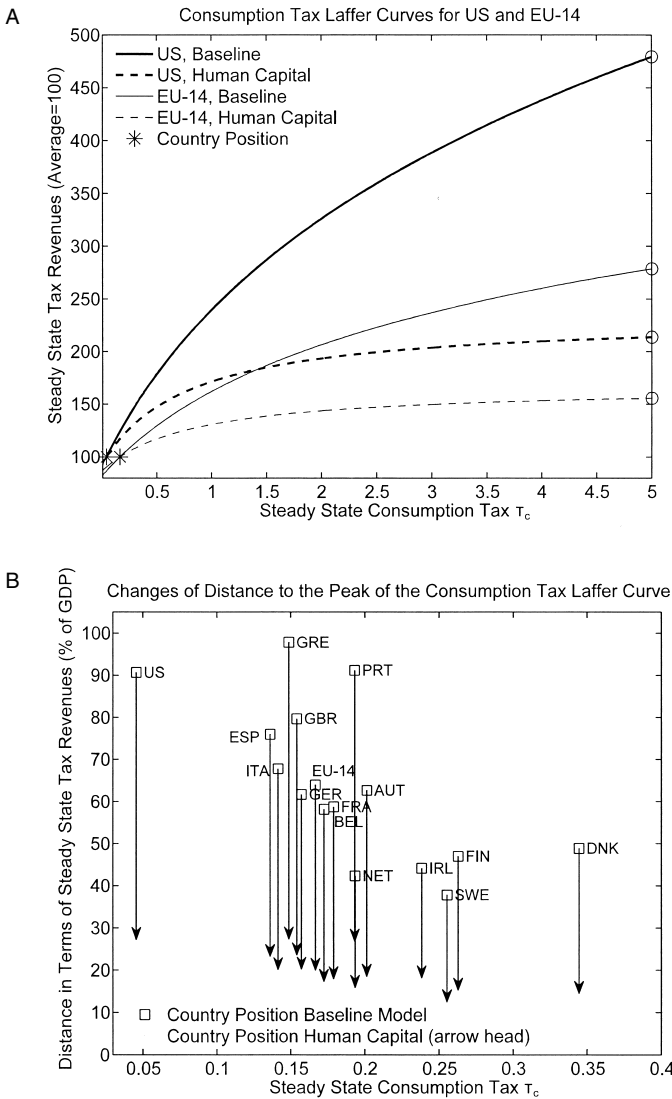 A
Consumption Tax Laffer Curves for US and EU-14
Steady State Tax Revenues (Average=100)
500
450
400
350
300
250
200
150
100
US, Baseline
US, Human Capital
EU-14, Baseline
EU-14, Human Capital
Country Position
0.5 1 1.5 2 2.5 3 3.5 4 4.5 5
Steady State Consumption Tax τc
B
Changes of Distance to the Peak of the Consumption Tax Laffer Curve
Distance in Terms of Steady State Tax Revenues (% of GDP)
100
90
80
70
60
50
40
30
20
10
0
US
GRE
PRT
GBR
ESP
ITA
EU-14
GER
AUT
FRA
BEL
DNK
FIN
IRL
NET
SWE
Country Position Baseline Model
Country Position Human Capital (arrow head)
0.05 0.1 0.15 0.2 0.25 0.3 0.35 0.4
Steady State Consumption Tax τc